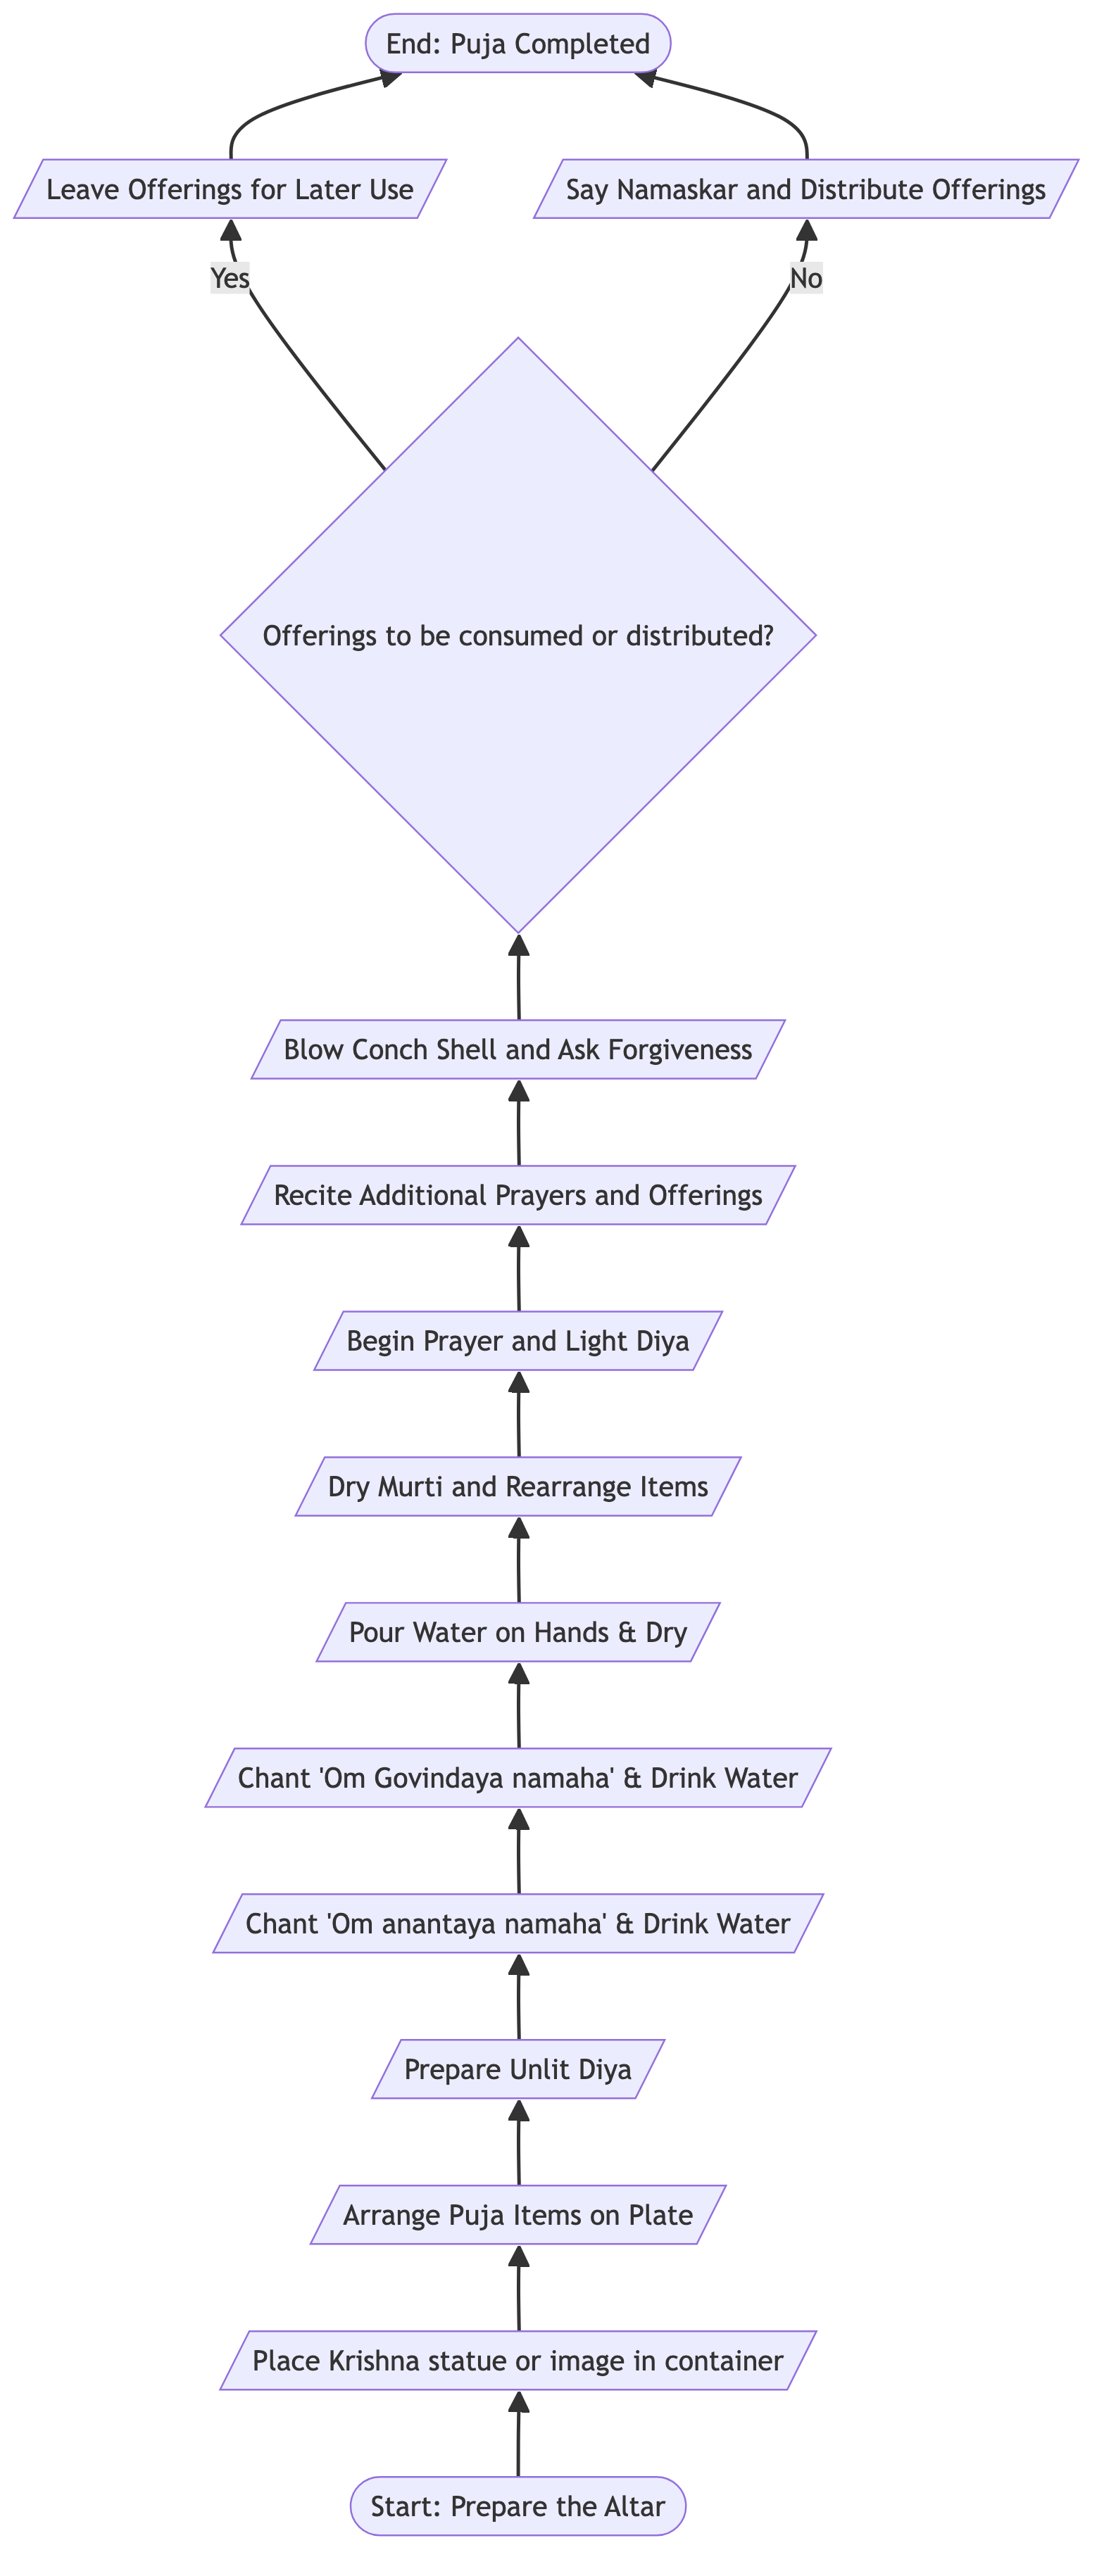 End: Puja Completed
Leave Offerings for Later Use
Say Namaskar and Distribute Offerings
Yes
No
Offerings to be consumed or distributed?
Blow Conch Shell and Ask Forgiveness
Recite Additional Prayers and Offerings
Begin Prayer and Light Diya
Dry Murti and Rearrange Items
Pour Water on Hands & Dry
Chant 'Om Govindaya namaha' & Drink Water
Chant 'Om anantaya namaha' & Drink Water
Prepare Unlit Diya
Arrange Puja Items on Plate
Place Krishna statue or image in container
Start: Prepare the Altar